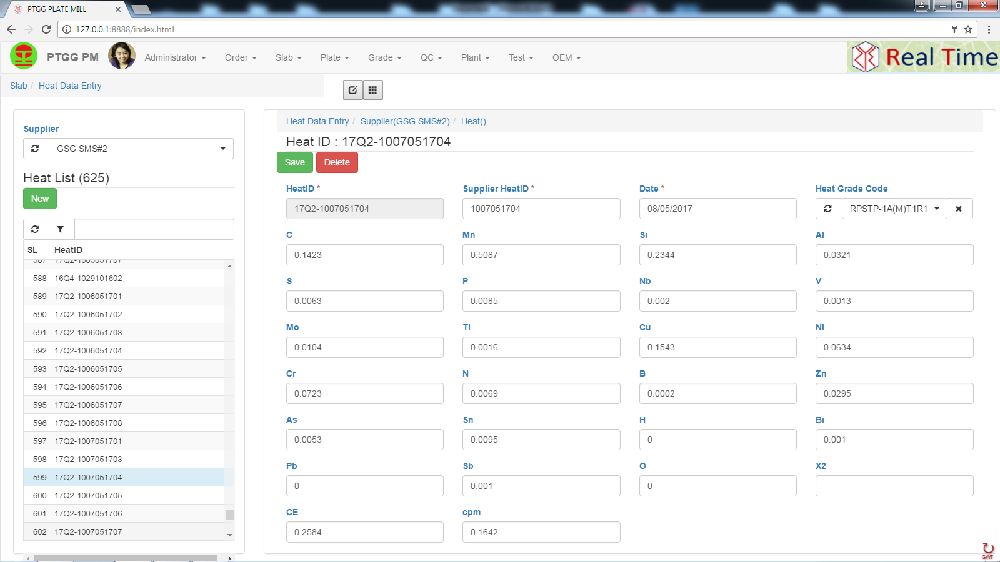 PTGG PLATE MILL
127.0.0.1:8888/index.html
PTGG PM Administrator Order Slab Plate Grade QC Plant Test OEM Real Time
Slab / Heat Data Entry
Supplier
GSG SMS#2
Heat List (625)
New
SL HeatID
587 17Q2-1005051707
588 16Q4-1029101602
589 17Q2-1006051701
590 17Q2-1006051702
591 17Q2-1006051703
592 17Q2-1006051704
593 17Q2-1006051705
594 17Q2-1006051706
595 17Q2-1006051707
596 17Q2-1006051708
597 17Q2-1007051701
598 17Q2-1007051703
599 17Q2-1007051704
600 17Q2-1007051705
601 17Q2-1007051706
602 17Q2-1007051707
Heat Data Entry / Supplier(GSG SMS#2) / Heat()
Heat ID : 17Q2-1007051704
Save Delete
HeatID * Supplier HeatID * Date * Heat Grade Code
17Q2-1007051704 1007051704 08/05/2017 RPSTP-1A(M)T1R1
C Mn Si Al
0.1423 0.5087 0.2344 0.0321
S P Nb V
0.0063 0.0085 0.002 0.0013
Mo Ti Cu Ni
0.0104 0.0016 0.1543 0.0634
Cr N B Zn
0.0723 0.0069 0.0002 0.0295
As Sn H Bi
0.0053 0.0095 0 0.001
Pb Sb O X2
0 0.001 0
CE cpm
0.2584 0.1642
GWT